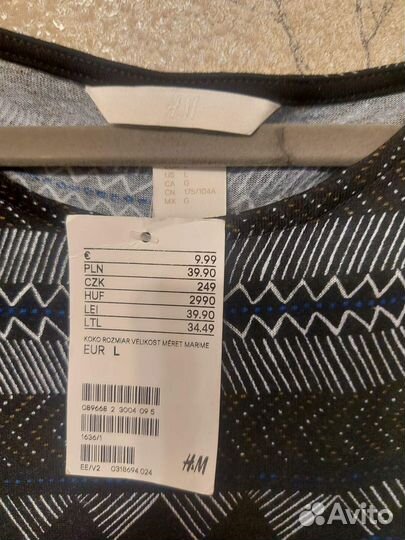 H&M
US L
CA G
CN 175/104A
MX G
€ 9.99
PLN 39.90
CZK 249
HUF 2990
LEI 39.90
LTL 34.49
KOKO ROZMIAR VELIKOST MÉRET MARIME
EUR L
089668 2 3004 09 5
1636/1
EE/V2 0318694 024
H&M
Avito